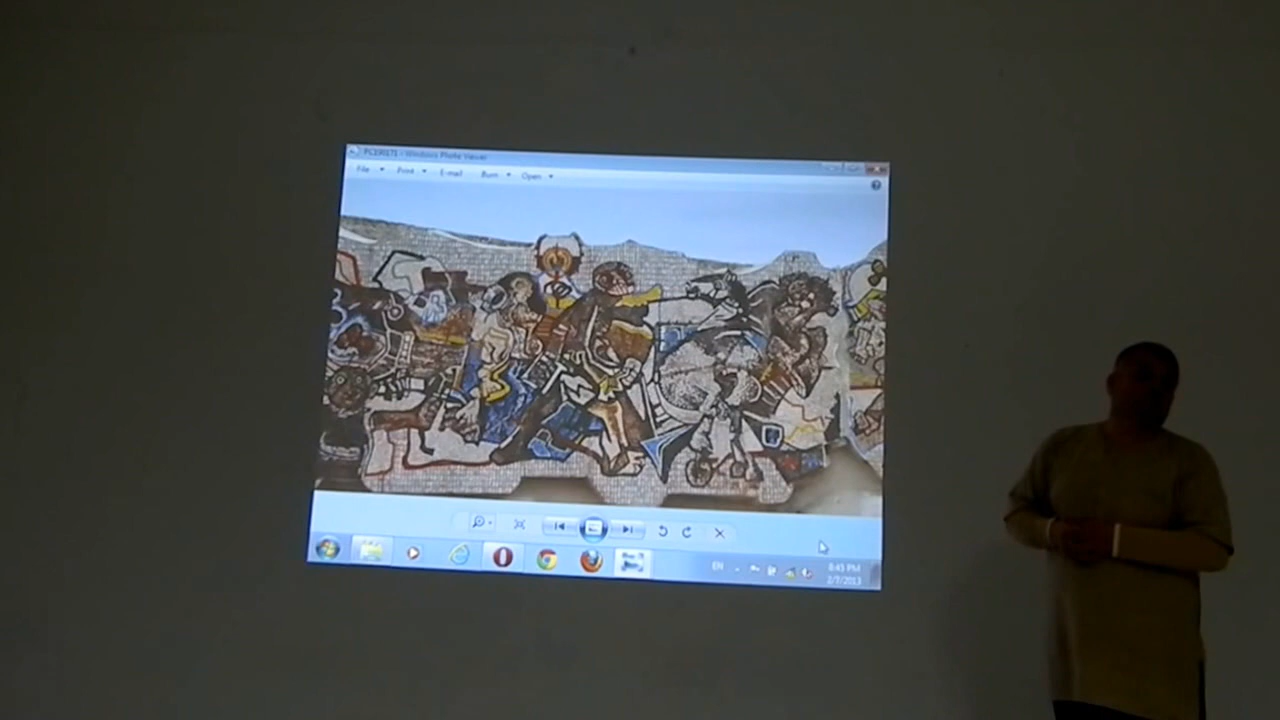 - Windows Photo Viewer
File Print E-mail Burn Open
EN
8:45 PM
2/7/2013